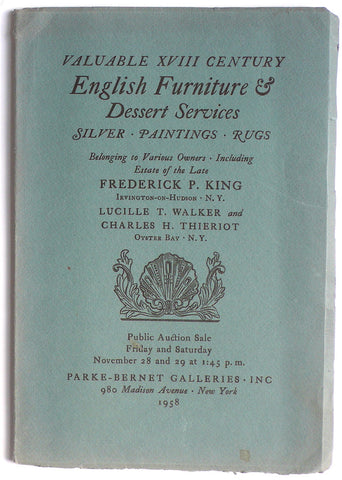 VALUABLE XVIII CENTURY
English Furniture &
Dessert Services
SILVER · PAINTINGS · RUGS
Belonging to Various Owners · Including
Estate of the Late
FREDERICK P. KING
IRVINGTON-ON-HUDSON · N. Y.
LUCILLE T. WALKER and
CHARLES H. THIERIOT
OYSTER BAY · N. Y.
Public Auction Sale
Friday and Saturday
November 28 and 29 at 1:45 p. m.
PARKE-BERNET GALLERIES · INC
980 Madison Avenue · New York
1958